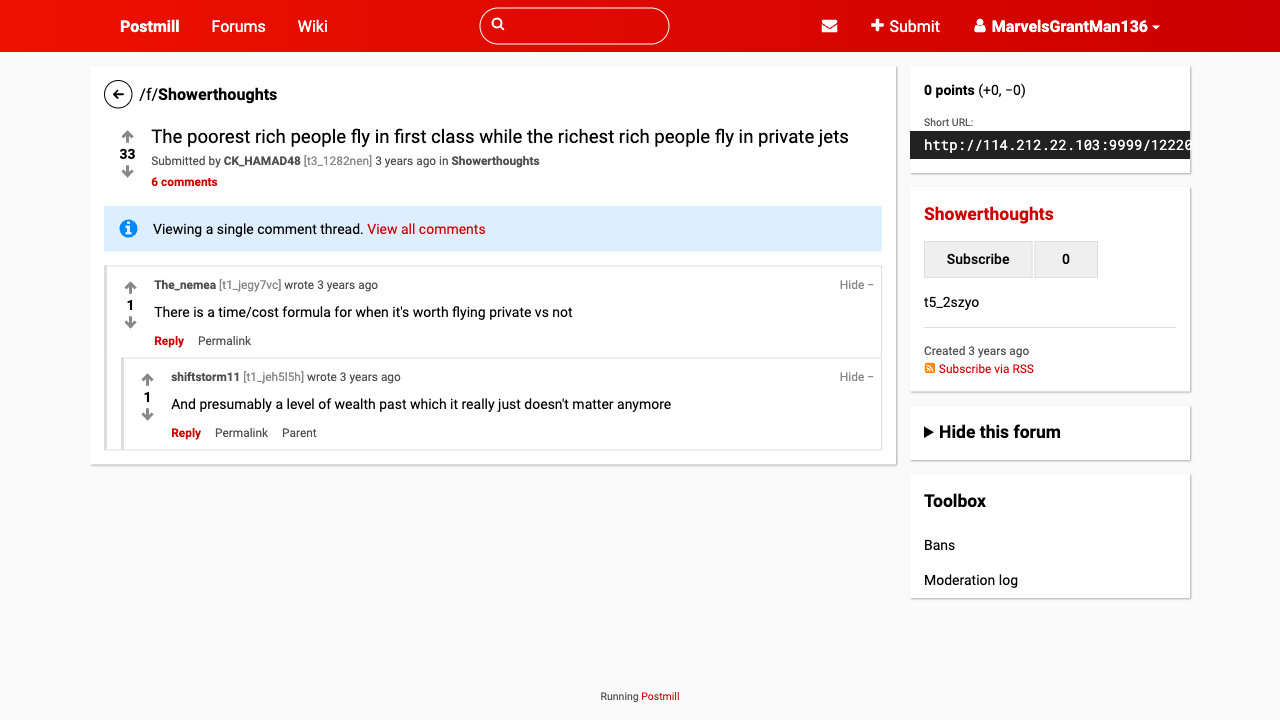 Postmill
Forums
Wiki
Submit
MarvelsGrantMan136
/f/Showerthoughts
33
The poorest rich people fly in first class while the richest rich people fly in private jets
Submitted by CK_HAMAD48 [t3_1282nen] 3 years ago in Showerthoughts
6 comments
Viewing a single comment thread. View all comments
The_nemea [t1_jegy7vc] wrote 3 years ago
Hide −
1
There is a time/cost formula for when it's worth flying private vs not
Reply Permalink
shiftstorm11 [t1_jeh5l5h] wrote 3 years ago
Hide −
1
And presumably a level of wealth past which it really just doesn't matter anymore
Reply Permalink Parent
0 points (+0, −0)
Short URL:
http://114.212.22.103:9999/12220
Showerthoughts
Subscribe 0
t5_2szyo
Created 3 years ago
Subscribe via RSS
Hide this forum
Toolbox
Bans
Moderation log
Running Postmill